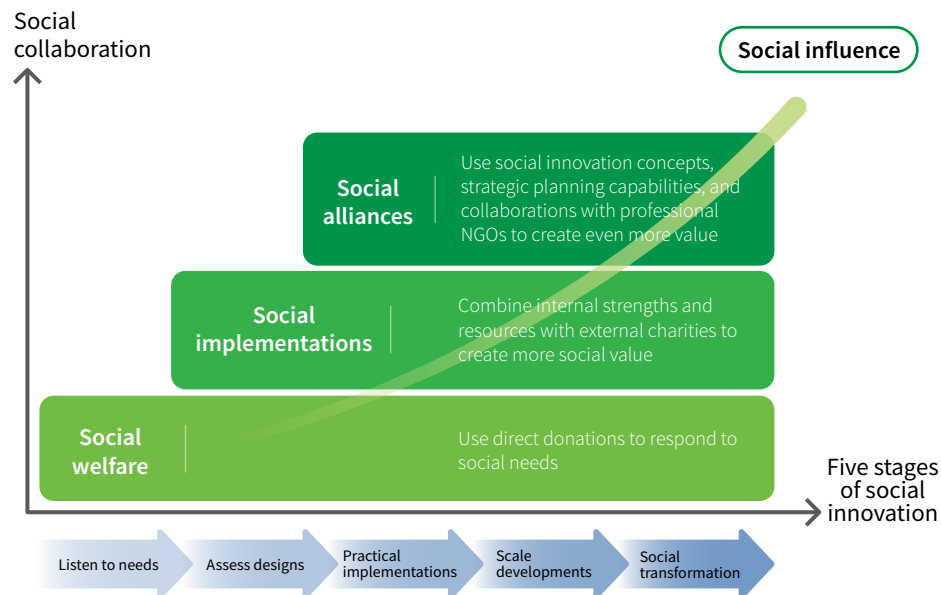 Social
collaboration
Social influence
Social
alliances
Use social innovation concepts,
strategic planning capabilities, and
collaborations with professional
NGOs to create even more value
Social
implementations
Combine internal strengths and
resources with external charities to
create more social value
Social
welfare
Use direct donations to respond to
social needs
Five stages
of social
innovation
Listen to needs
Assess designs
Practical
implementations
Scale
developments
Social
transformation